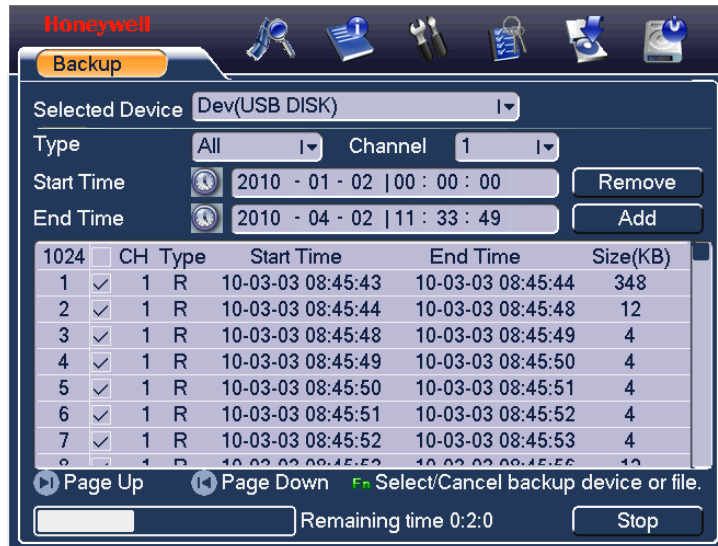 Honeywell
Backup
Selected Device Dev(USB DISK)
Type All Channel 1
Start Time 2010 - 01 - 02 |00 : 00 : 00 Remove
End Time 2010 - 04 - 02 |11 : 33 : 49 Add
1024 CH Type Start Time End Time Size(KB)
1 1 R 10-03-03 08:45:43 10-03-03 08:45:44 348
2 1 R 10-03-03 08:45:44 10-03-03 08:45:48 12
3 1 R 10-03-03 08:45:48 10-03-03 08:45:49 4
4 1 R 10-03-03 08:45:49 10-03-03 08:45:50 4
5 1 R 10-03-03 08:45:50 10-03-03 08:45:51 4
6 1 R 10-03-03 08:45:51 10-03-03 08:45:52 4
7 1 R 10-03-03 08:45:52 10-03-03 08:45:53 4
Page Up Page Down Fn Select/Cancel backup device or file.
Remaining time 0:2:0 Stop